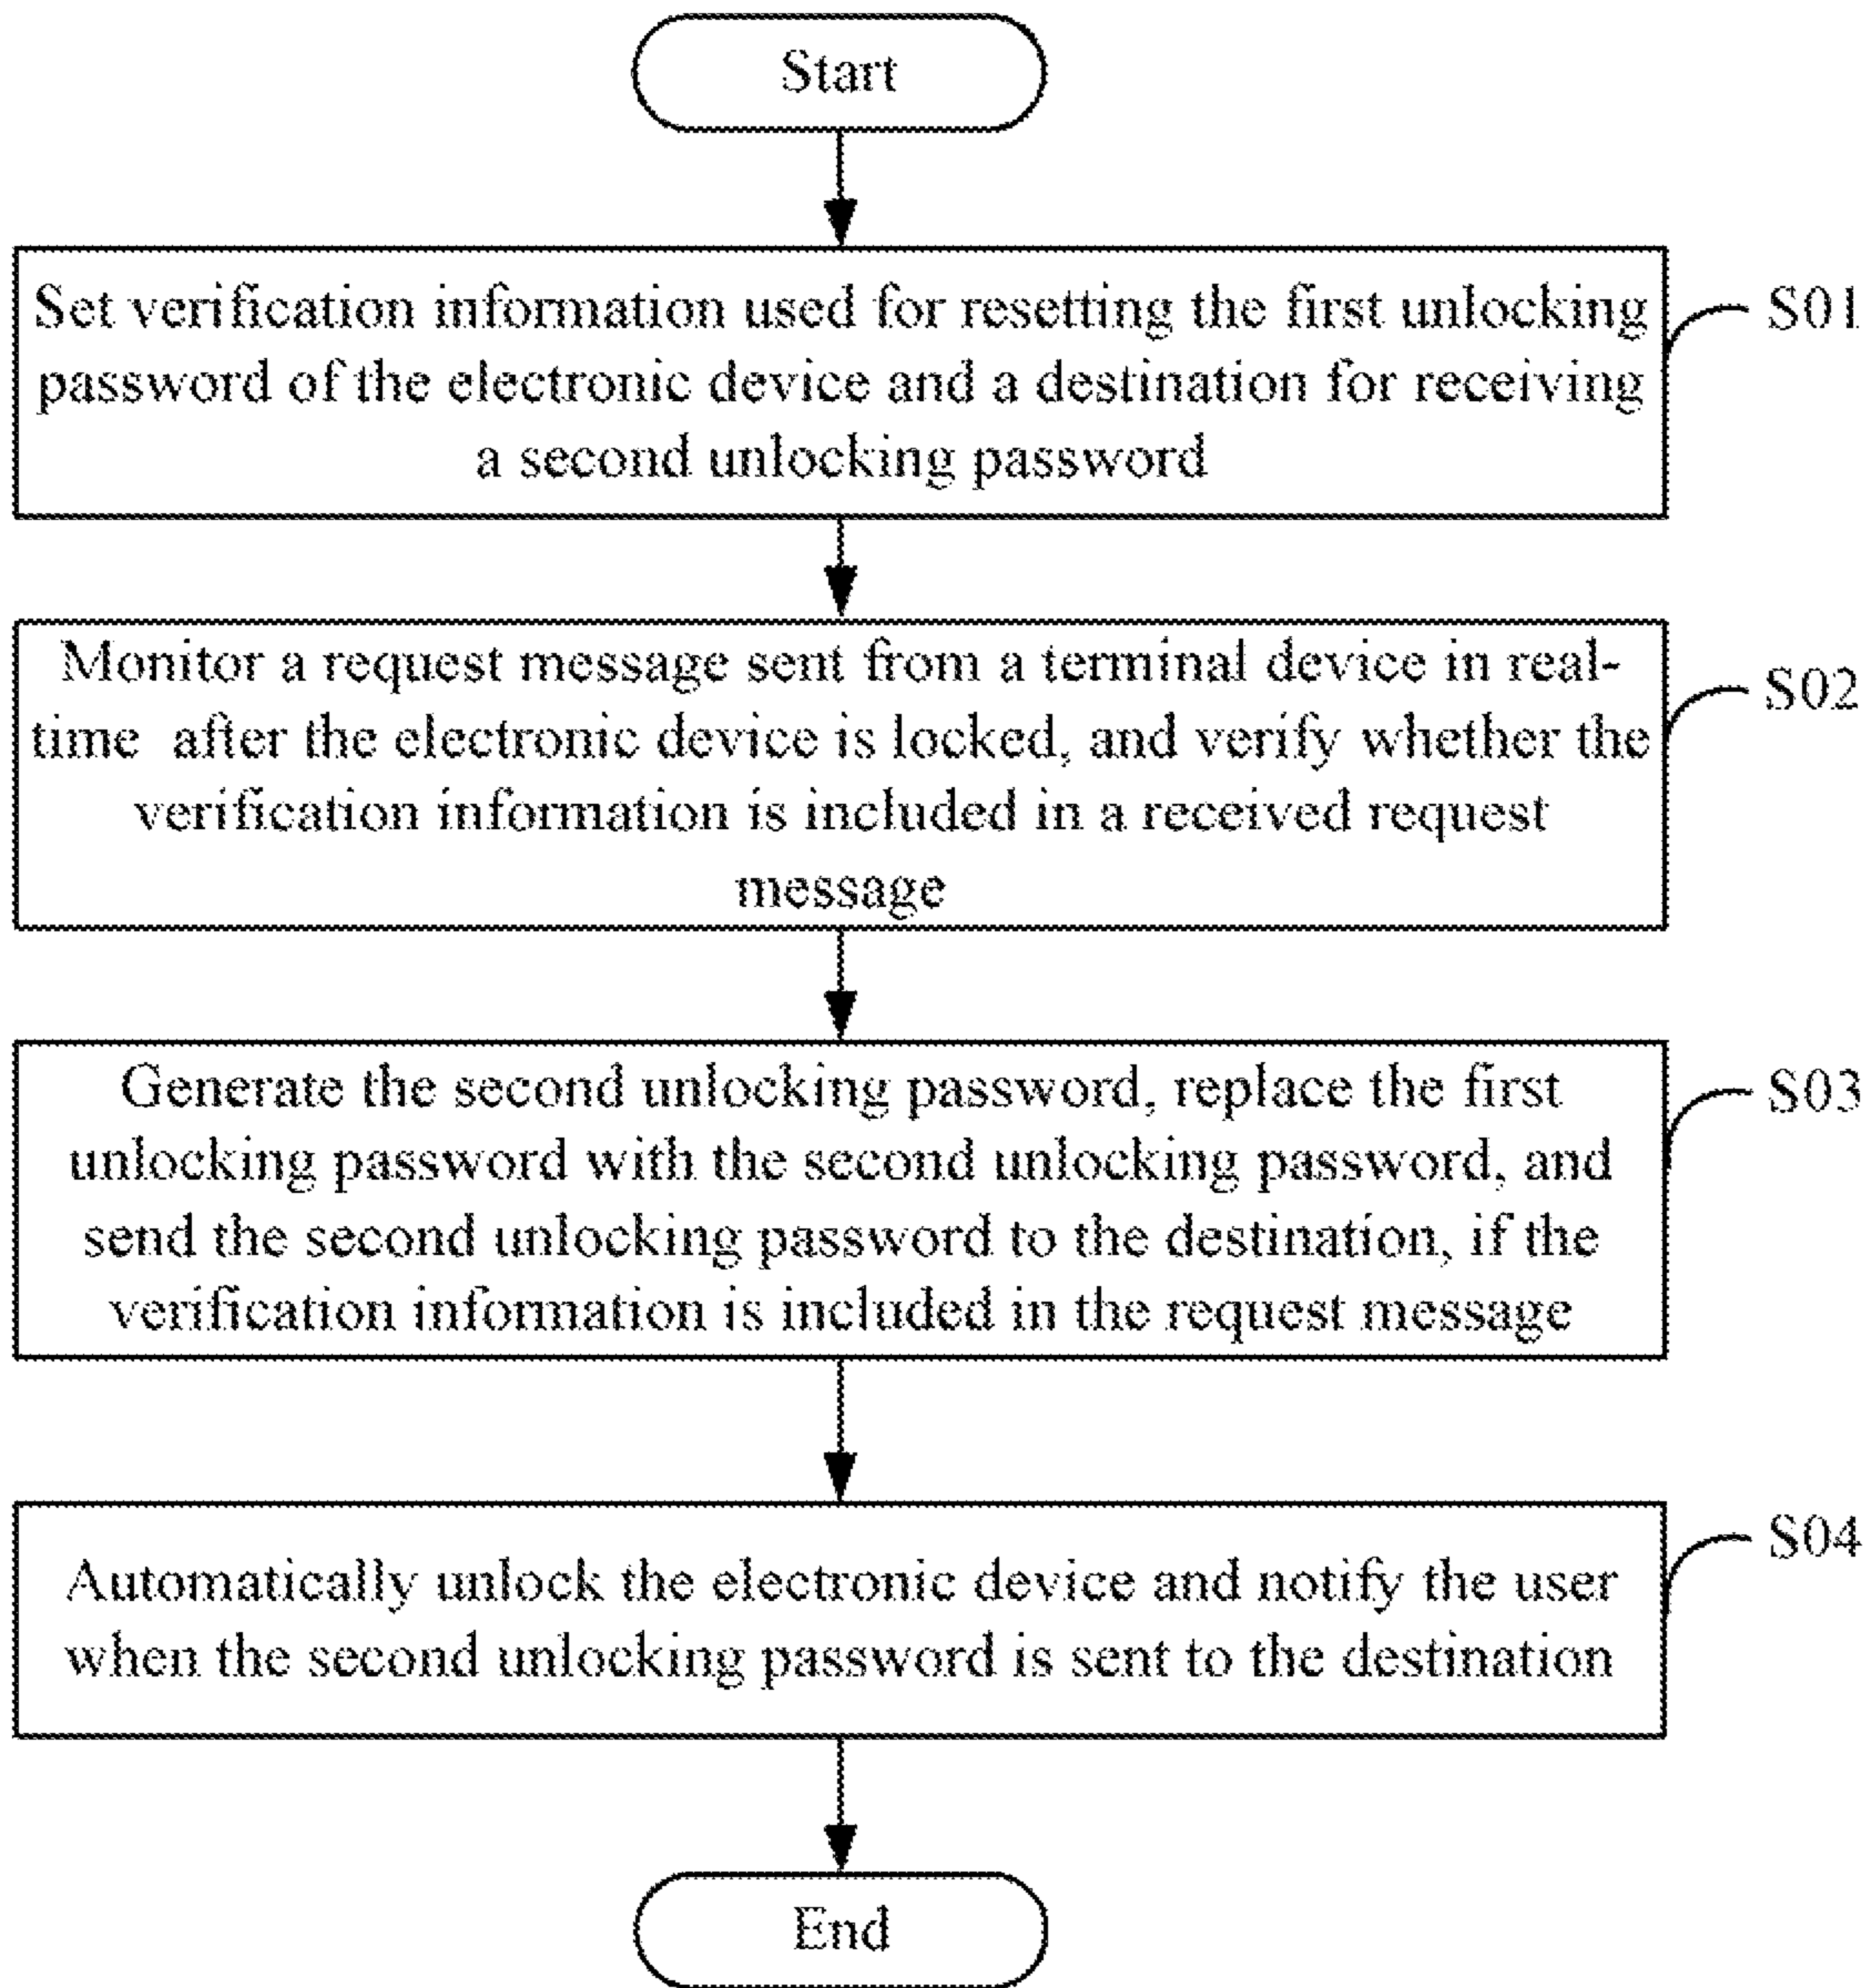 Start
Set verification information used for resetting the first unlocking
password of the electronic device and a destination for receiving
a second unlocking password
S01
Monitor a request message sent from a terminal device in real-
time after the electronic device is locked, and verify whether the
verification information is included in a received request
message
S02
Generate the second unlocking password, replace the first
unlocking password with the second unlocking password, and
send the second unlocking password to the destination, if the
verification information is included in the request message
S03
Automatically unlock the electronic device and notify the user
when the second unlocking password is sent to the destination
S04
End